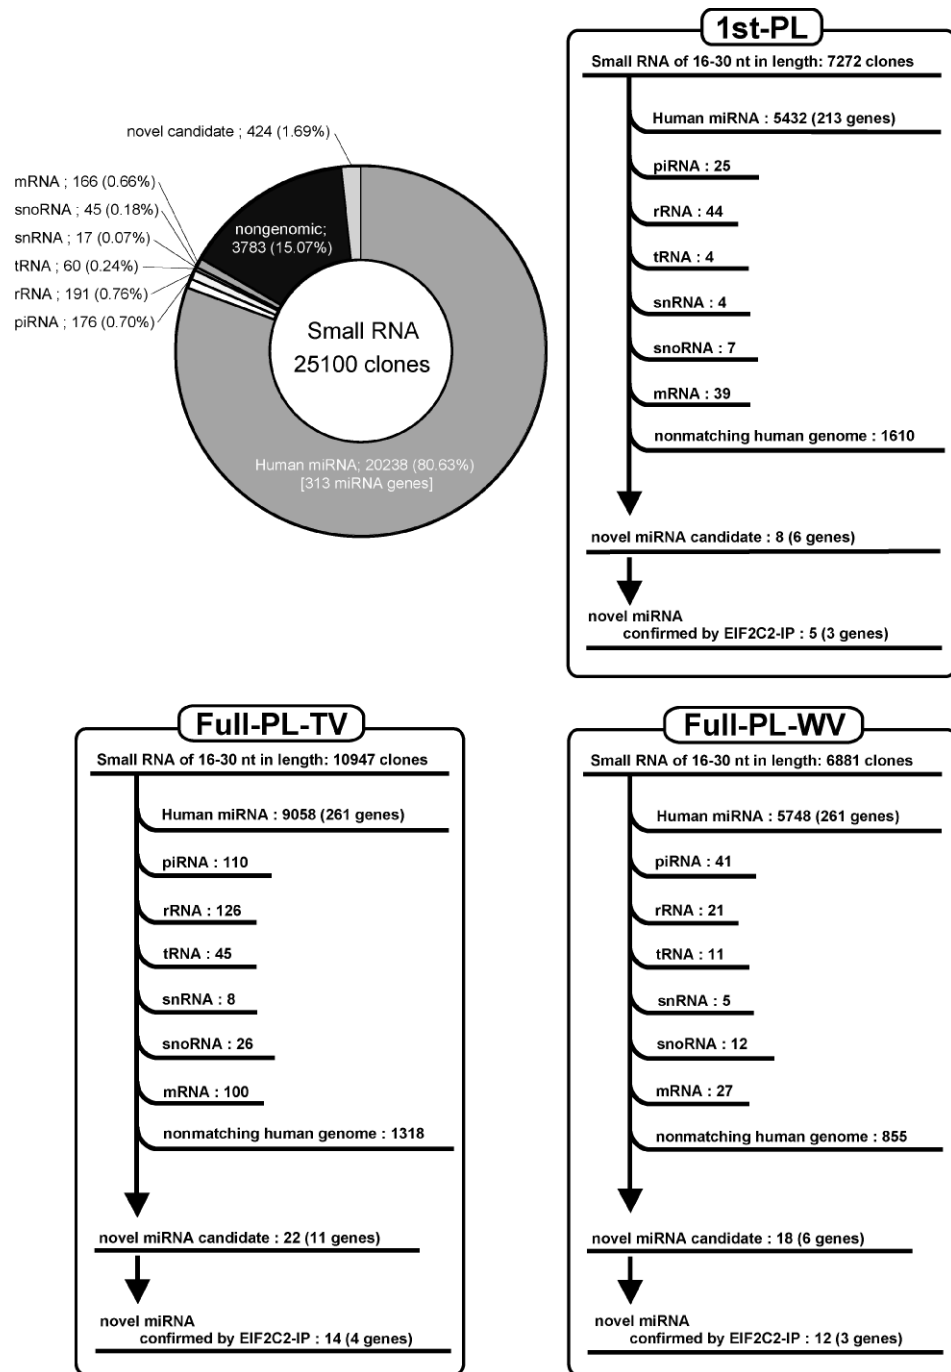 novel candidate ; 424 (1.69%)
mRNA ; 166 (0.66%)
snoRNA ; 45 (0.18%)
snRNA ; 17 (0.07%)
tRNA ; 60 (0.24%)
rRNA ; 191 (0.76%)
piRNA ; 176 (0.70%)
nongenomic;
3783 (15.07%)
Small RNA
25100 clones
Human miRNA; 20238 (80.63%)
[313 miRNA genes]
1st-PL
Small RNA of 16-30 nt in length: 7272 clones
Human miRNA : 5432 (213 genes)
piRNA : 25
rRNA : 44
tRNA : 4
snRNA : 4
snoRNA : 7
mRNA : 39
nonmatching human genome : 1610
novel miRNA candidate : 8 (6 genes)
novel miRNA
confirmed by EIF2C2-IP : 5 (3 genes)
Full-PL-TV
Small RNA of 16-30 nt in length: 10947 clones
Human miRNA : 9058 (261 genes)
piRNA : 110
rRNA : 126
tRNA : 45
snRNA : 8
snoRNA : 26
mRNA : 100
nonmatching human genome : 1318
novel miRNA candidate : 22 (11 genes)
novel miRNA
confirmed by EIF2C2-IP : 14 (4 genes)
Full-PL-WV
Small RNA of 16-30 nt in length: 6881 clones
Human miRNA : 5748 (261 genes)
piRNA : 41
rRNA : 21
tRNA : 11
snRNA : 5
snoRNA : 12
mRNA : 27
nonmatching human genome : 855
novel miRNA candidate : 18 (6 genes)
novel miRNA
confirmed by EIF2C2-IP : 12 (3 genes)